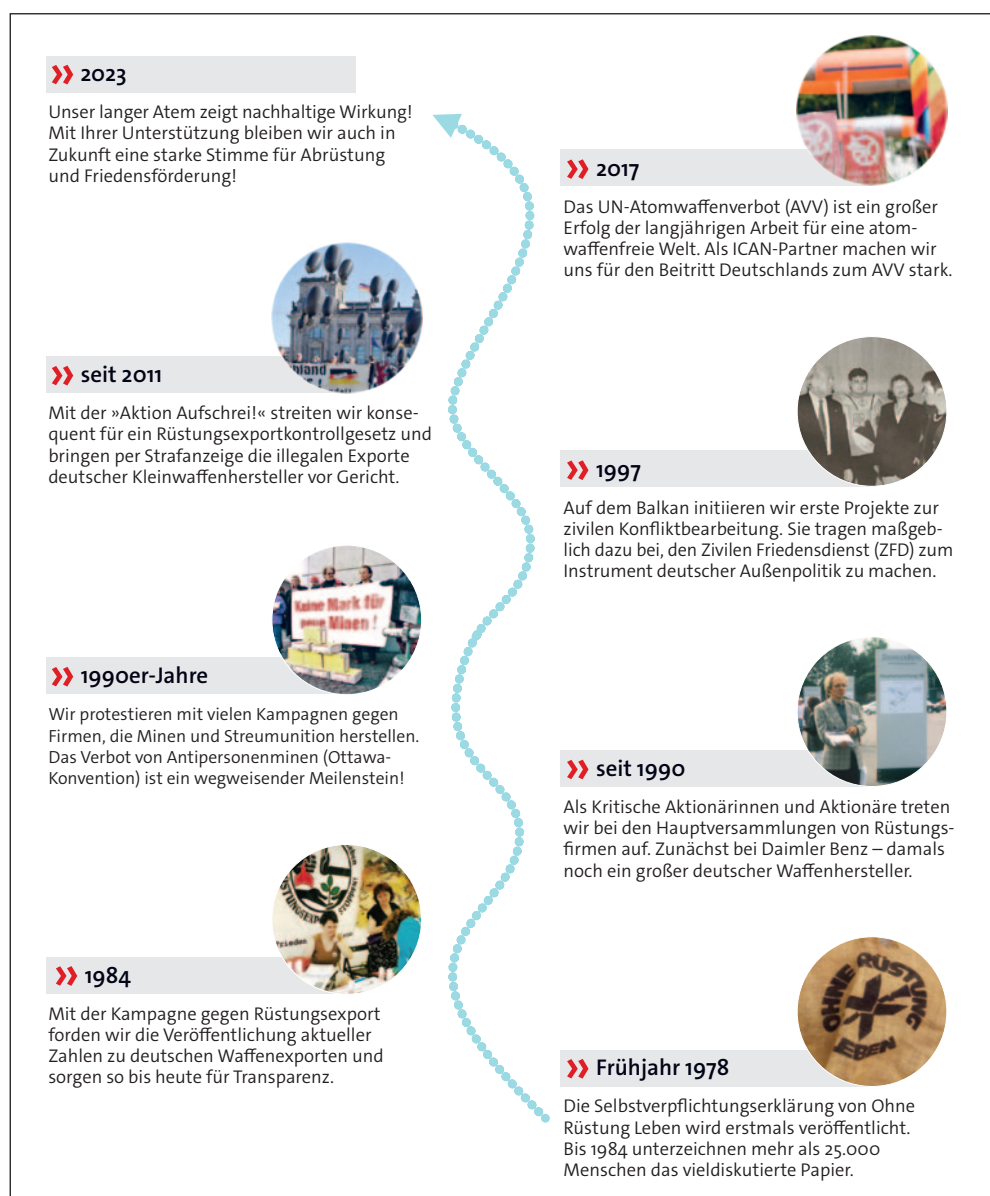 » 2023
Unser langer Atem zeigt nachhaltige Wirkung!
Mit Ihrer Unterstützung bleiben wir auch in
Zukunft eine starke Stimme für Abrüstung
und Friedensförderung!
» 2017
Das UN-Atomwaffenverbot (AVV) ist ein großer
Erfolg der langjährigen Arbeit für eine atom-
waffenfreie Welt. Als ICAN-Partner machen wir
uns für den Beitritt Deutschlands zum AVV stark.
» seit 2011
Mit der »Aktion Aufschrei!« streiten wir konse-
quent für ein Rüstungsexportkontrollgesetz und
bringen per Strafanzeige die illegalen Exporte
deutscher Kleinwaffenhersteller vor Gericht.
» 1997
Auf dem Balkan initiieren wir erste Projekte zur
zivilen Konfliktbearbeitung. Sie tragen maßgeb-
lich dazu bei, den Zivilen Friedensdienst (ZFD) zum
Instrument deutscher Außenpolitik zu machen.
Keine Mark für
neue Minen !
» 1990er-Jahre
Wir protestieren mit vielen Kampagnen gegen
Firmen, die Minen und Streumunition herstellen.
Das Verbot von Antipersonenminen (Ottawa-
Konvention) ist ein wegweisender Meilenstein!
» seit 1990
Als Kritische Aktionärinnen und Aktionäre treten
wir bei den Hauptversammlungen von Rüstungs-
firmen auf. Zunächst bei Daimler Benz – damals
noch ein großer deutscher Waffenhersteller.
» 1984
Mit der Kampagne gegen Rüstungsexport
forden wir die Veröffentlichung aktueller
Zahlen zu deutschen Waffenexporten und
sorgen so bis heute für Transparenz.
OHNE RÜSTUNG
LEBEN
» Frühjahr 1978
Die Selbstverpflichtungserklärung von Ohne
Rüstung Leben wird erstmals veröffentlicht.
Bis 1984 unterzeichnen mehr als 25.000
Menschen das vieldiskutierte Papier.